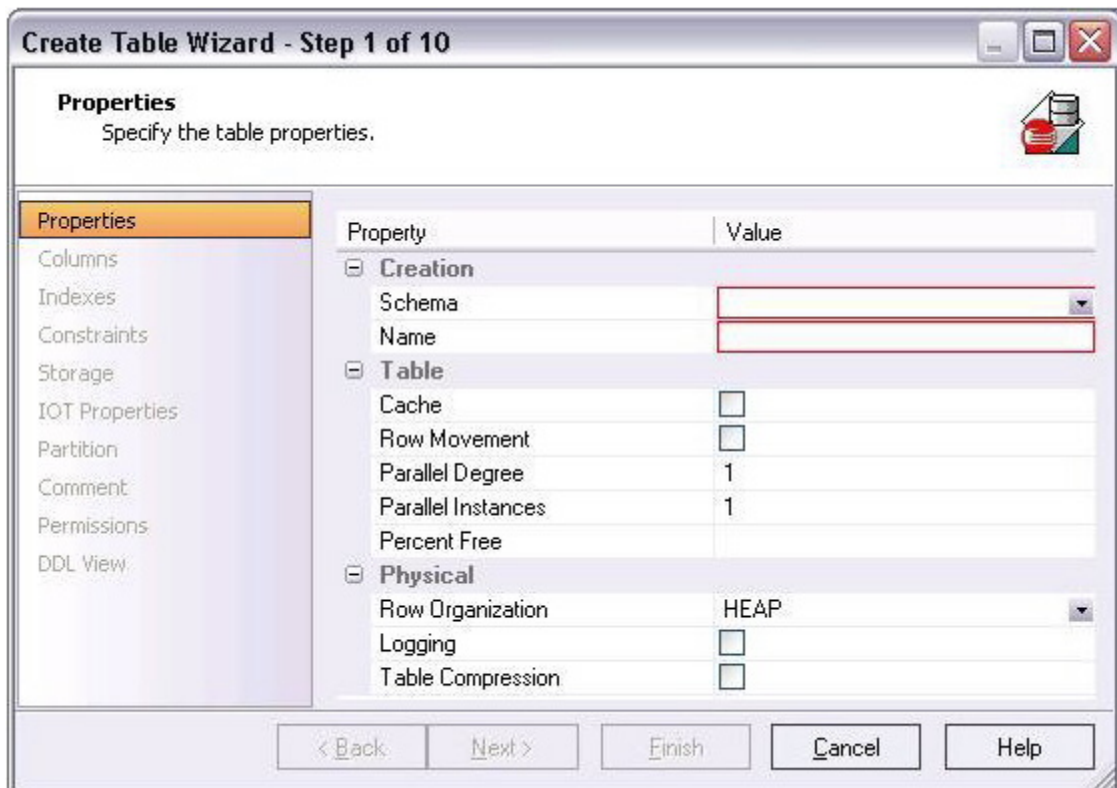 Create Table Wizard - Step 1 of 10
Properties
Specify the table properties.
Properties
Columns
Indexes
Constraints
Storage
IOT Properties
Partition
Comment
Permissions
DDL View
Property Value
Creation
Schema
Name
Table
Cache
Row Movement
Parallel Degree 1
Parallel Instances 1
Percent Free
Physical
Row Organization HEAP
Logging
Table Compression
< Back Next > Finish Cancel Help